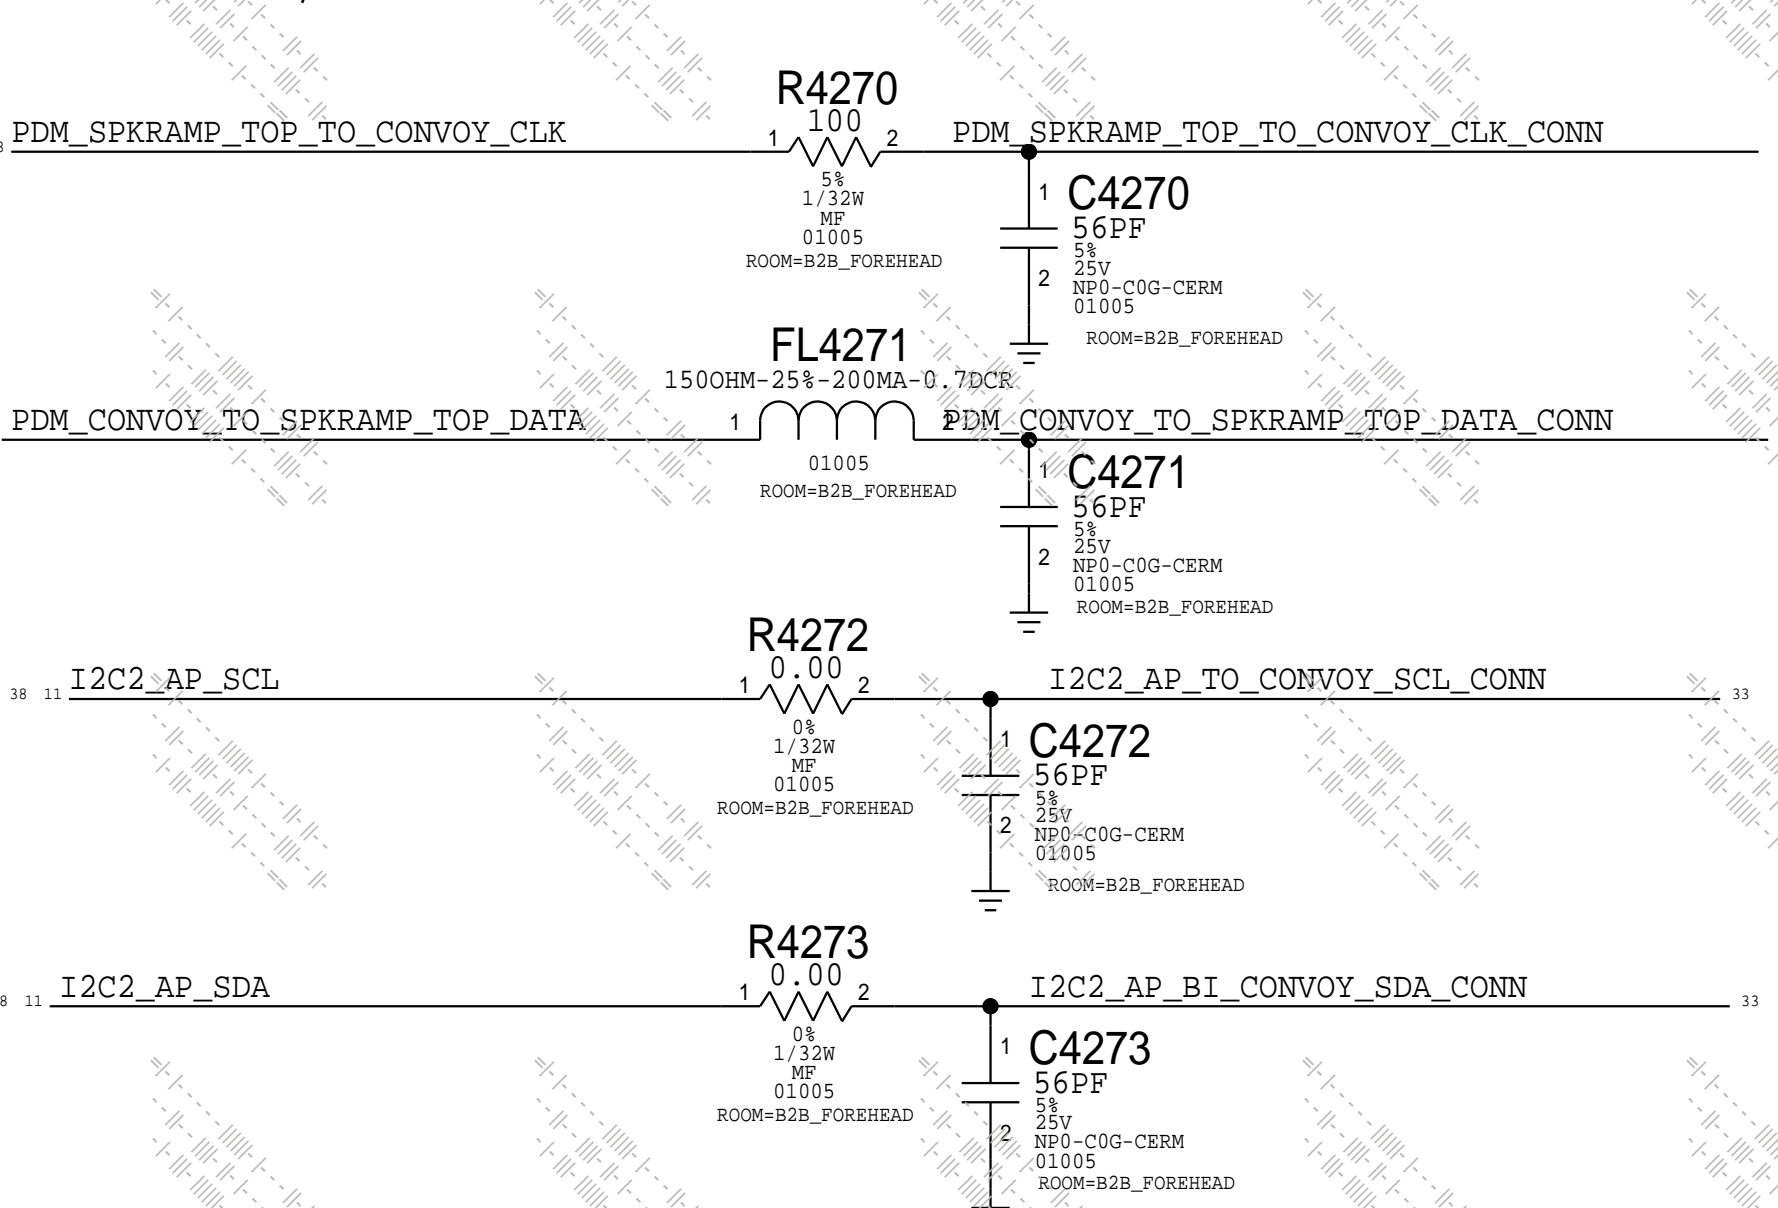 R4270
100
PDM_SPKRAMP_TOP_TO_CONVOY_CLK
1
2
PDM_SPKRAMP_TOP_TO_CONVOY_CLK_CONN
5%
1/32W
MF
01005
ROOM=B2B_FOREHEAD
1
C4270
56PF
5%
25V
2
NP0-C0G-CERM
01005
ROOM=B2B_FOREHEAD
FL4271
150OHM-25%-200MA-0.7DCR
PDM_CONVOY_TO_SPKRAMP_TOP_DATA
1
2
PDM_CONVOY_TO_SPKRAMP_TOP_DATA_CONN
01005
ROOM=B2B_FOREHEAD
1
C4271
56PF
5%
25V
2
NP0-C0G-CERM
01005
ROOM=B2B_FOREHEAD
R4272
0.00
38 11
I2C2_AP_SCL
1
2
I2C2_AP_TO_CONVOY_SCL_CONN
33
0%
1/32W
MF
01005
ROOM=B2B_FOREHEAD
1
C4272
56PF
5%
25V
2
NP0-C0G-CERM
01005
ROOM=B2B_FOREHEAD
R4273
0.00
8 11
I2C2_AP_SDA
1
2
I2C2_AP_BI_CONVOY_SDA_CONN
33
0%
1/32W
MF
01005
ROOM=B2B_FOREHEAD
1
C4273
56PF
5%
25V
2
NP0-C0G-CERM
01005
ROOM=B2B_FOREHEAD